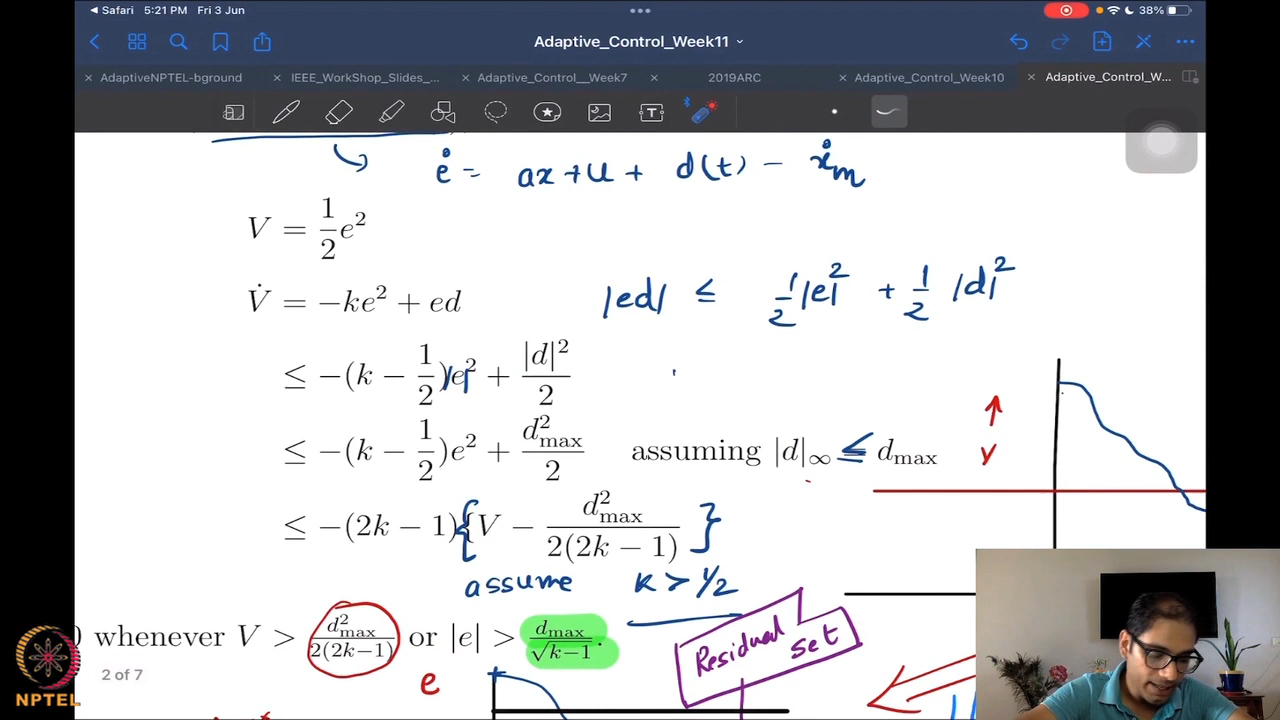 Safari 5:21 PM Fri 3 Jun 38%
Adaptive_Control_Week11
AdaptiveNPTEL-bground IEEE_WorkShop_Slides_... Adaptive_Control__Week7 2019ARC Adaptive_Control_Week10 Adaptive_Control_W...
ė = ax + u + d(t) - ẋₘ
V = 1/2 e²
V̇ = −ke² + ed |ed| ≤ 1/2 |e|² + 1/2 |d|²
≤ −(k − 1/2)|e|² + |d|²/2
≤ −(k − 1/2)e² + d²max/2 assuming |d|∞ ≤ dmax
≤ −(2k − 1){V − d²max/2(2k − 1)}
assume k > 1/2
0 whenever V > d²max/2(2k−1) or |e| > dmax/√k−1.
e
Residual set
V
2 of 7
NPTEL